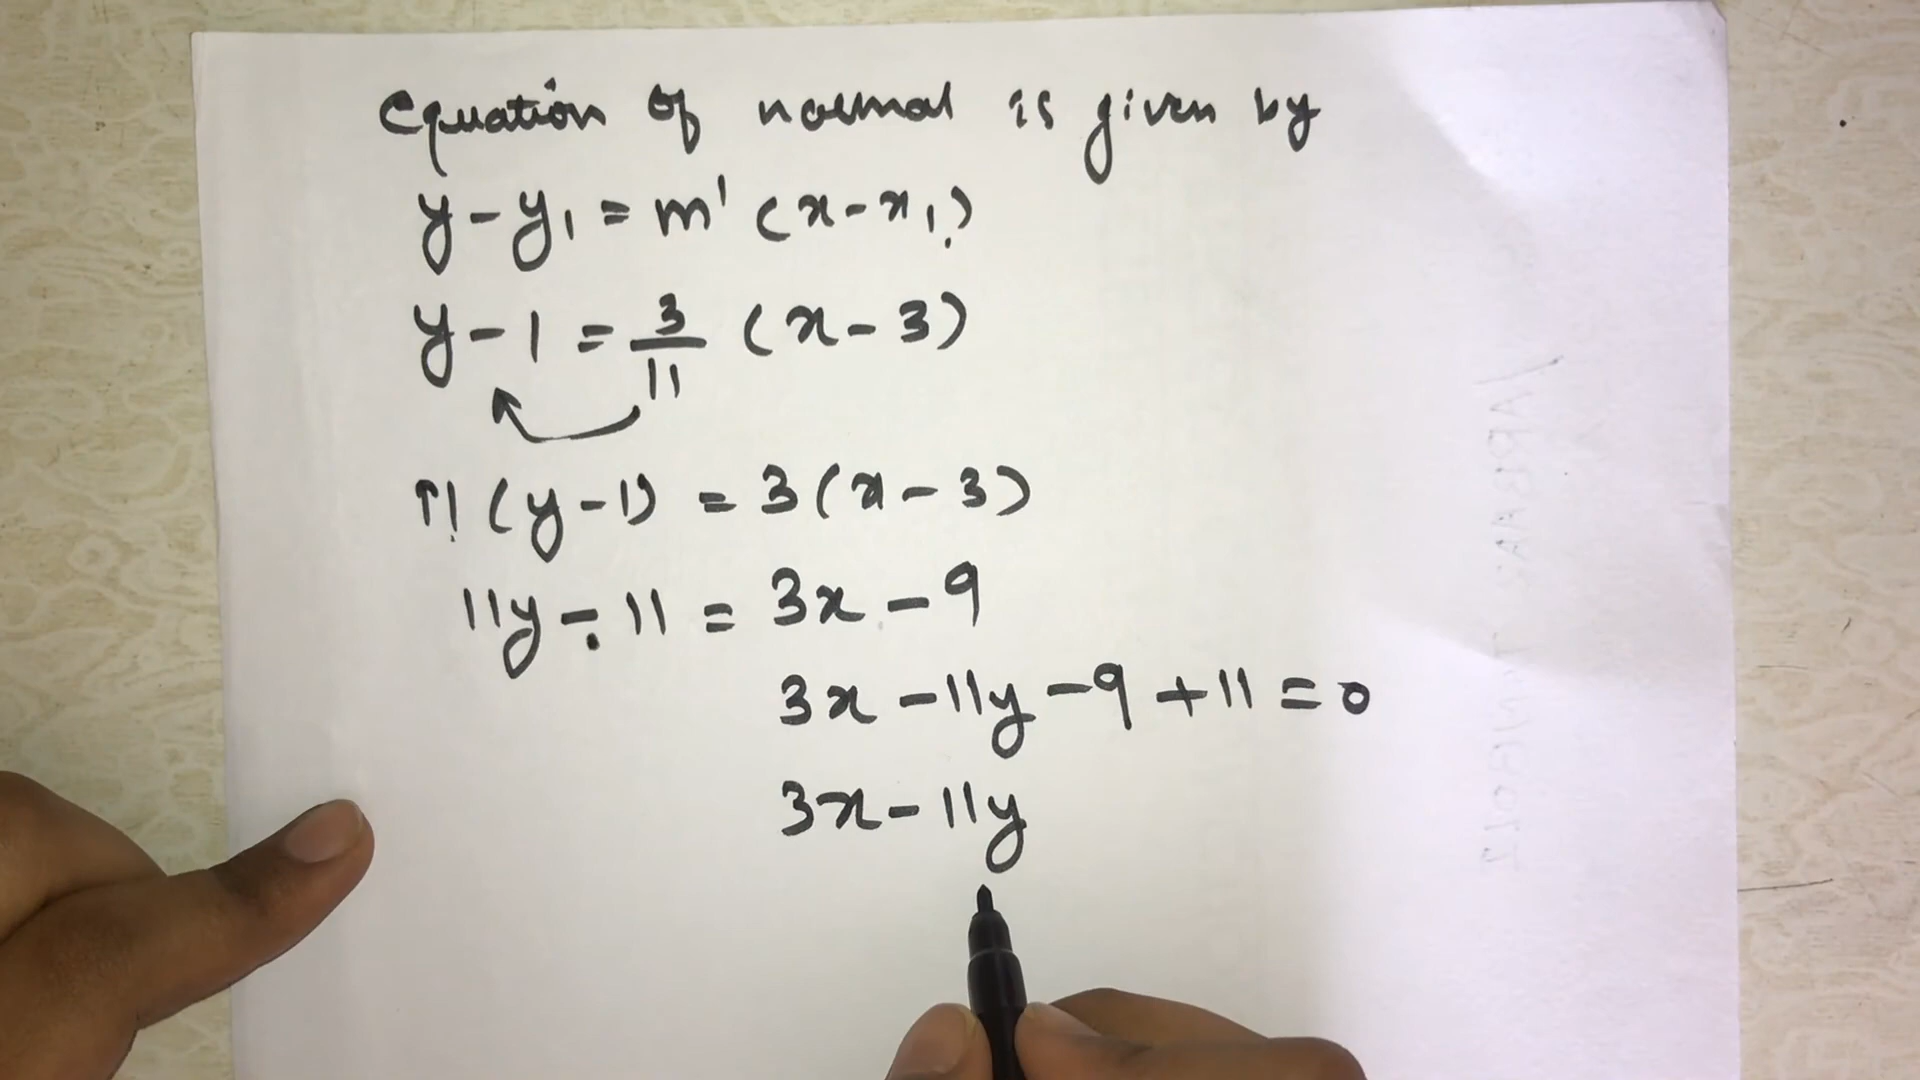 Equation of normal is given by
y - y₁ = m' (x - x₁)
y - 1 = 3/11 (x - 3)
11 (y - 1) = 3 (x - 3)
11y - 11 = 3x - 9
3x - 11y - 9 + 11 = 0
3x - 11y